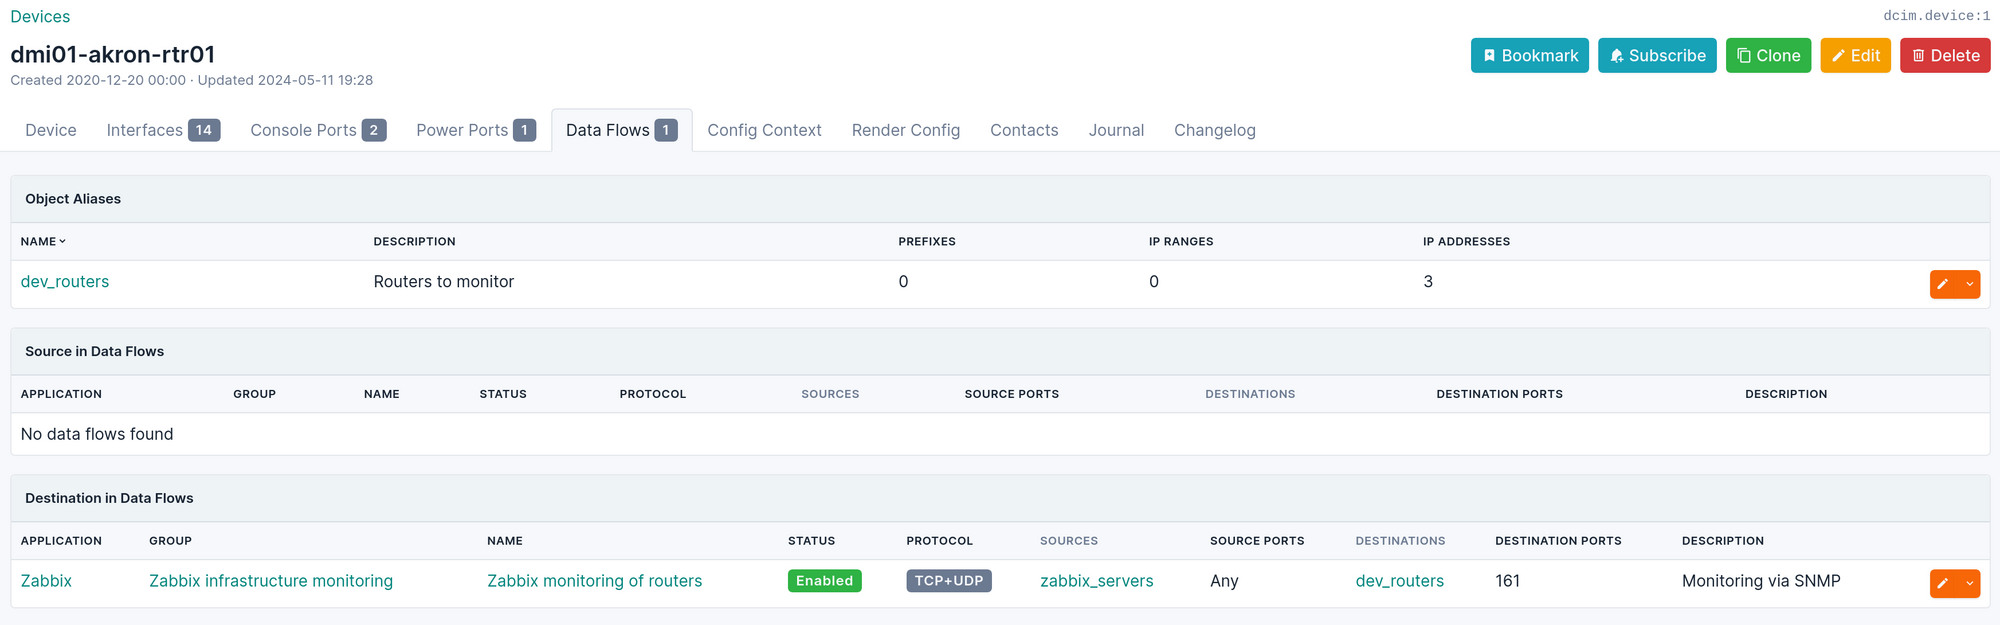 Devices
dcim.device:1
dmi01-akron-rtr01
Created 2020-12-20 00:00 · Updated 2024-05-11 19:28
Bookmark Subscribe Clone Edit Delete
Device Interfaces 14 Console Ports 2 Power Ports 1 Data Flows 1 Config Context Render Config Contacts Journal Changelog
Object Aliases
NAME DESCRIPTION PREFIXES IP RANGES IP ADDRESSES
dev_routers Routers to monitor 0 0 3
Source in Data Flows
APPLICATION GROUP NAME STATUS PROTOCOL SOURCES SOURCE PORTS DESTINATIONS DESTINATION PORTS DESCRIPTION
No data flows found
Destination in Data Flows
APPLICATION GROUP NAME STATUS PROTOCOL SOURCES SOURCE PORTS DESTINATIONS DESTINATION PORTS DESCRIPTION
Zabbix Zabbix infrastructure monitoring Zabbix monitoring of routers Enabled TCP+UDP zabbix_servers Any dev_routers 161 Monitoring via SNMP